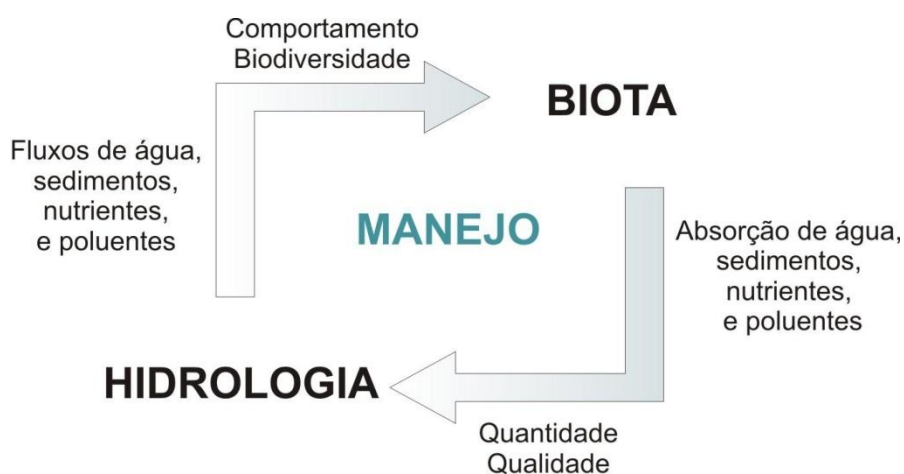 Comportamento
Biodiversidade
BIOTA
Fluxos de água,
sedimentos,
nutrientes,
e poluentes
MANEJO
Absorção de água,
sedimentos,
nutrientes,
e poluentes
HIDROLOGIA
Quantidade
Qualidade